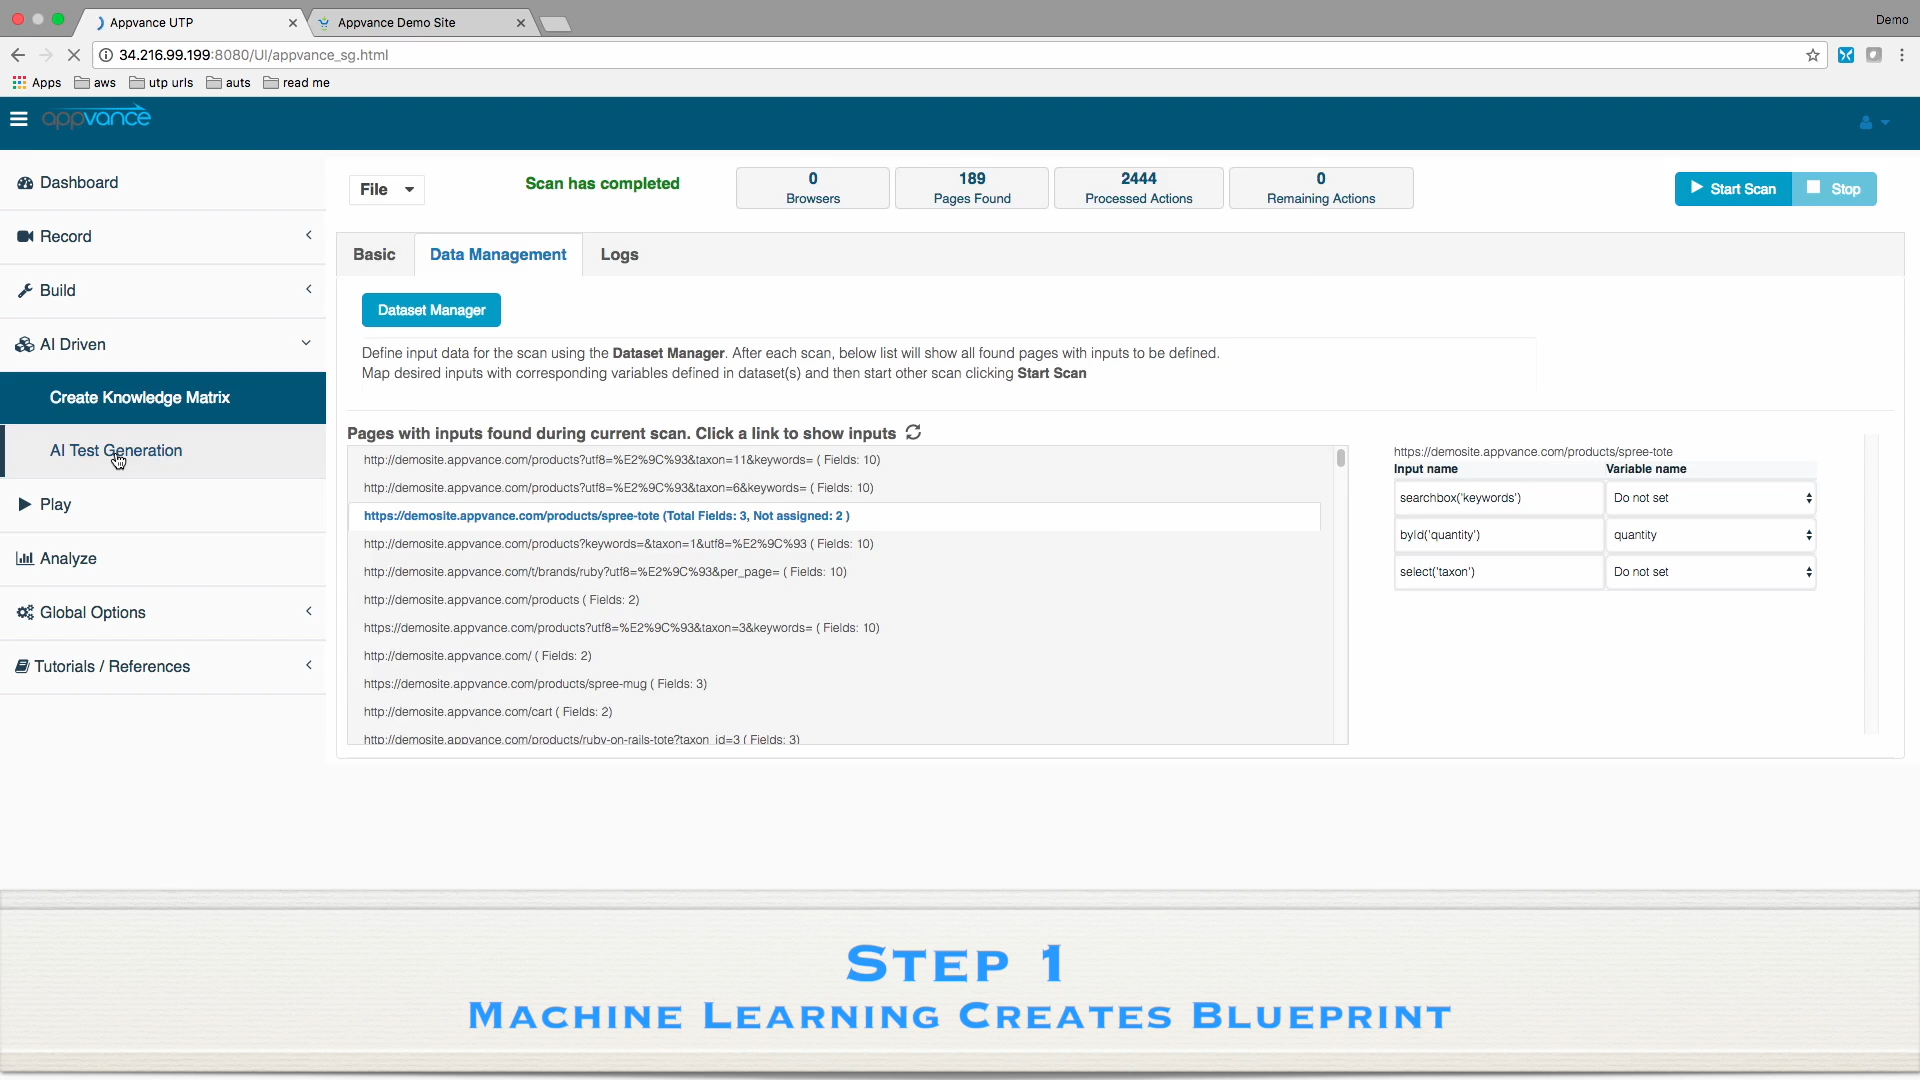 Appvance UTP
Appvance Demo Site
Demo
34.216.99.199:8080/UI/appvance_sg.html
Apps
aws
utp urls
auts
read me
appvance
Dashboard
Record
Build
AI Driven
Create Knowledge Matrix
AI Test Generation
Play
Analyze
Global Options
Tutorials / References
File
Scan has completed
0
Browsers
189
Pages Found
2444
Processed Actions
0
Remaining Actions
Start Scan
Stop
Basic
Data Management
Logs
Dataset Manager
Define input data for the scan using the Dataset Manager. After each scan, below list will show all found pages with inputs to be defined.
Map desired inputs with corresponding variables defined in dataset(s) and then start other scan clicking Start Scan
Pages with inputs found during current scan. Click a link to show inputs
http://demosite.appvance.com/products?utf8=%E2%9C%93&taxon=11&keywords= ( Fields: 10)
http://demosite.appvance.com/products?utf8=%E2%9C%93&taxon=6&keywords= ( Fields: 10)
https://demosite.appvance.com/products/spree-tote (Total Fields: 3, Not assigned: 2 )
http://demosite.appvance.com/products?keywords=&taxon=1&utf8=%E2%9C%93 ( Fields: 10)
http://demosite.appvance.com/t/brands/ruby?utf8=%E2%9C%93&per_page= ( Fields: 10)
http://demosite.appvance.com/products ( Fields: 2)
https://demosite.appvance.com/products?utf8=%E2%9C%93&taxon=3&keywords= ( Fields: 10)
http://demosite.appvance.com/ ( Fields: 2)
https://demosite.appvance.com/products/spree-mug ( Fields: 3)
http://demosite.appvance.com/cart ( Fields: 2)
http://demosite.appvance.com/products/ruby-on-rails-tote?taxon_id=3 ( Fields: 3)
https://demosite.appvance.com/products/spree-tote
Input name
Variable name
searchbox('keywords')
Do not set
byId('quantity')
quantity
select('taxon')
Do not set
Step 1
Machine Learning Creates Blueprint